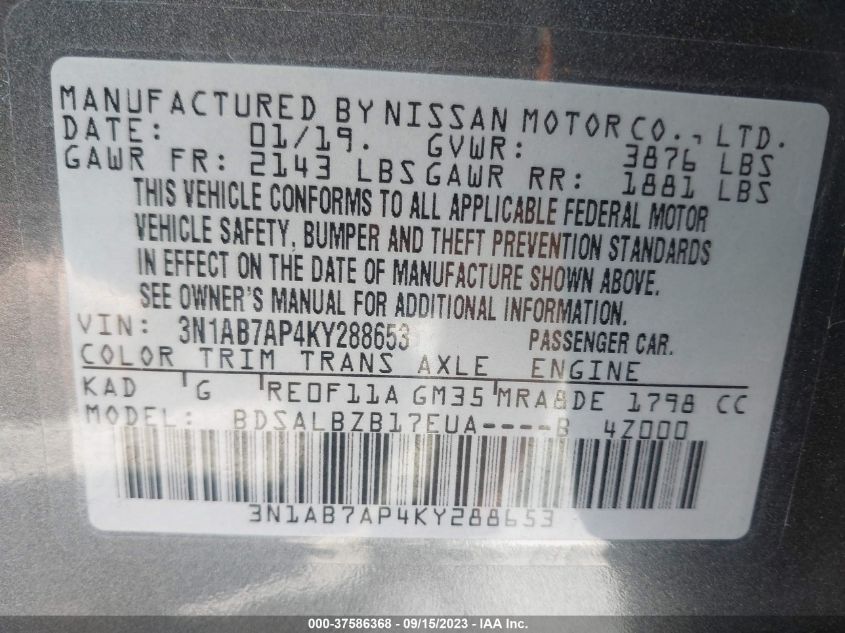 MANUFACTURED BY NISSAN MOTOR CO., LTD.
DATE: 01/19. GVWR: 3876 LBS
GAWR FR: 2143 LBS GAWR RR: 1881 LBS
THIS VEHICLE CONFORMS TO ALL APPLICABLE FEDERAL MOTOR
VEHICLE SAFETY, BUMPER AND THEFT PREVENTION STANDARDS
IN EFFECT ON THE DATE OF MANUFACTURE SHOWN ABOVE.
SEE OWNER'S MANUAL FOR ADDITIONAL INFORMATION.
VIN: 3N1AB7AP4KY288653 PASSENGER CAR.
COLOR TRIM TRANS AXLE ENGINE
KAD G RE0F11A GM35 MRA8DE 1798 CC
MODEL: BDSALBZB17EUA----B 4Z000
3N1AB7AP4KY288653
000-37586368 - 09/15/2023 - IAA Inc.